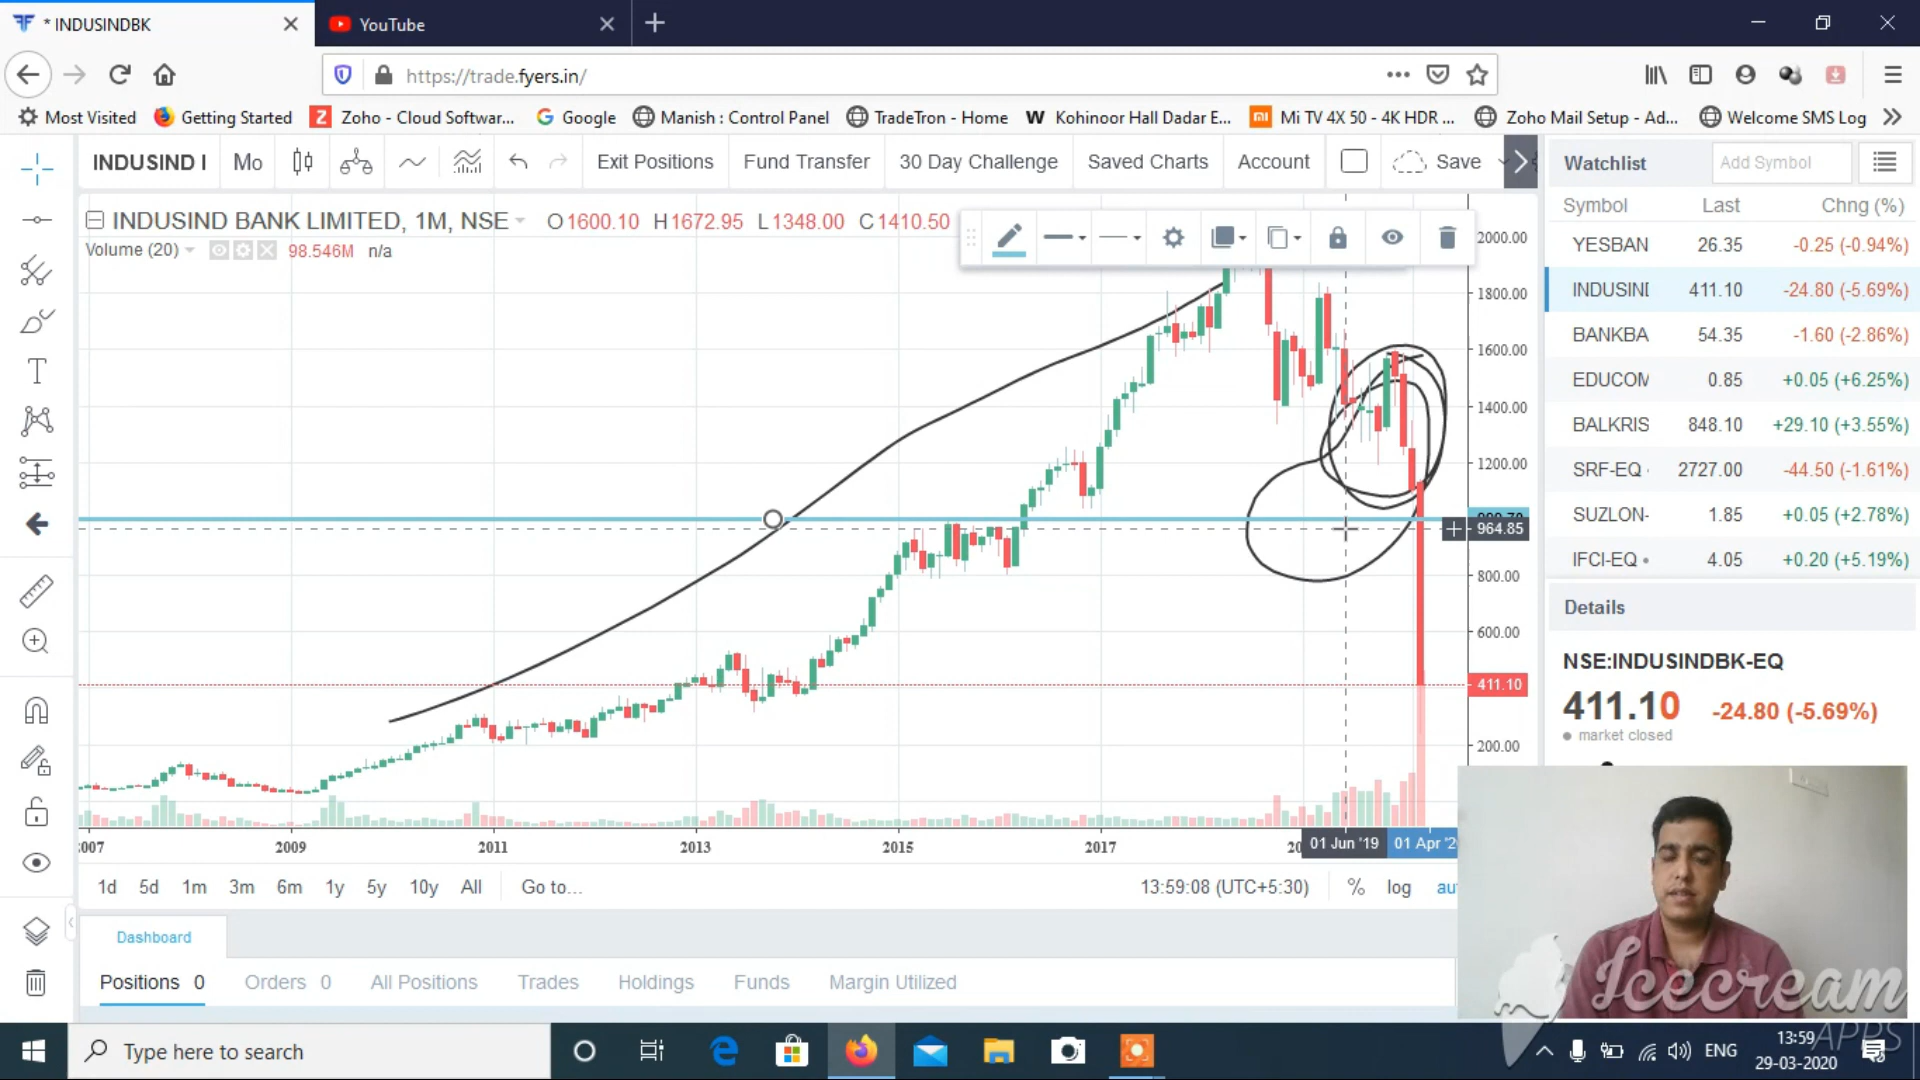 * INDUSINDBK
YouTube
https://trade.fyers.in/
Most Visited
Getting Started
Zoho - Cloud Softwar...
Google
Manish : Control Panel
TradeTron - Home
Kohinoor Hall Dadar E...
Mi TV 4X 50 - 4K HDR ...
Zoho Mail Setup - Ad...
Welcome SMS Log
INDUSIND I
Mo
Exit Positions
Fund Transfer
30 Day Challenge
Saved Charts
Account
Save
INDUSIND BANK LIMITED, 1M, NSE
O1600.10 H1672.95 L1348.00 C1410.50
Volume (20)
98.546M n/a
2000.00
1800.00
1600.00
1400.00
1200.00
964.85
800.00
600.00
411.10
200.00
2007
2009
2011
2013
2015
2017
01 Jun '19
01 Apr '2
1d 5d 1m 3m 6m 1y 5y 10y All
Go to...
13:59:08 (UTC+5:30)
%
log
au
Dashboard
Positions 0
Orders 0
All Positions
Trades
Holdings
Funds
Margin Utilized
Watchlist
Add Symbol
Symbol Last Chng (%)
YESBAN 26.35 -0.25 (-0.94%)
INDUSIN 411.10 -24.80 (-5.69%)
BANKBA 54.35 -1.60 (-2.86%)
EDUCOM 0.85 +0.05 (+6.25%)
BALKRIS 848.10 +29.10 (+3.55%)
SRF-EQ 2727.00 -44.50 (-1.61%)
SUZLON- 1.85 +0.05 (+2.78%)
IFCI-EQ 4.05 +0.20 (+5.19%)
Details
NSE:INDUSINDBK-EQ
411.10 -24.80 (-5.69%)
market closed
Icecream
APPS
Type here to search
ENG
13:59
29-03-2020